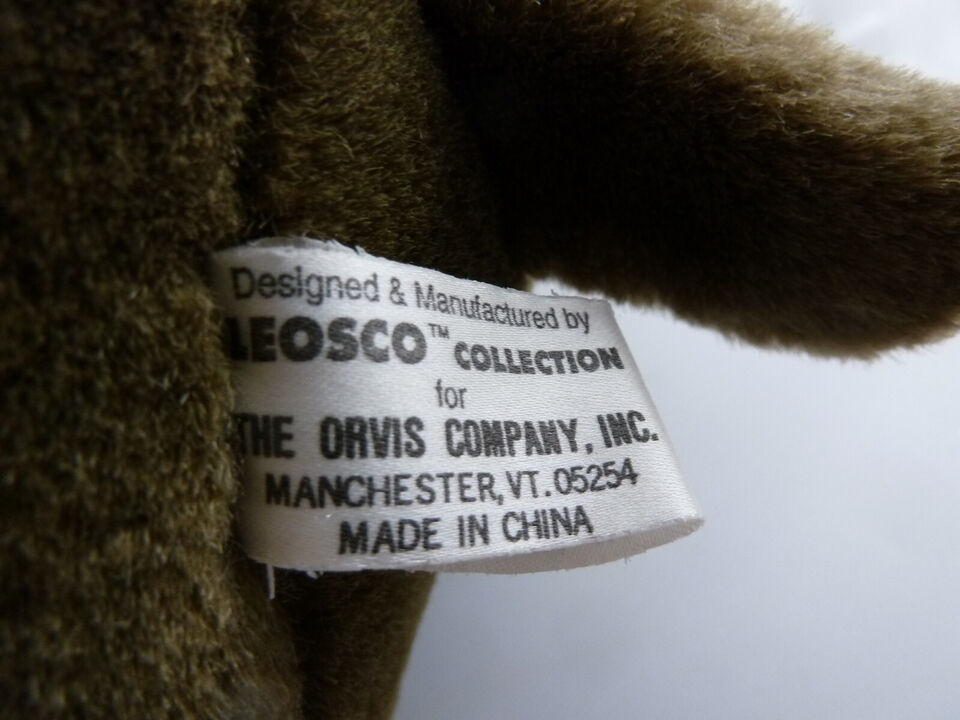 Designed & Manufactured by
LEOSCO™ COLLECTION
for
THE ORVIS COMPANY, INC.
MANCHESTER, VT. 05254
MADE IN CHINA